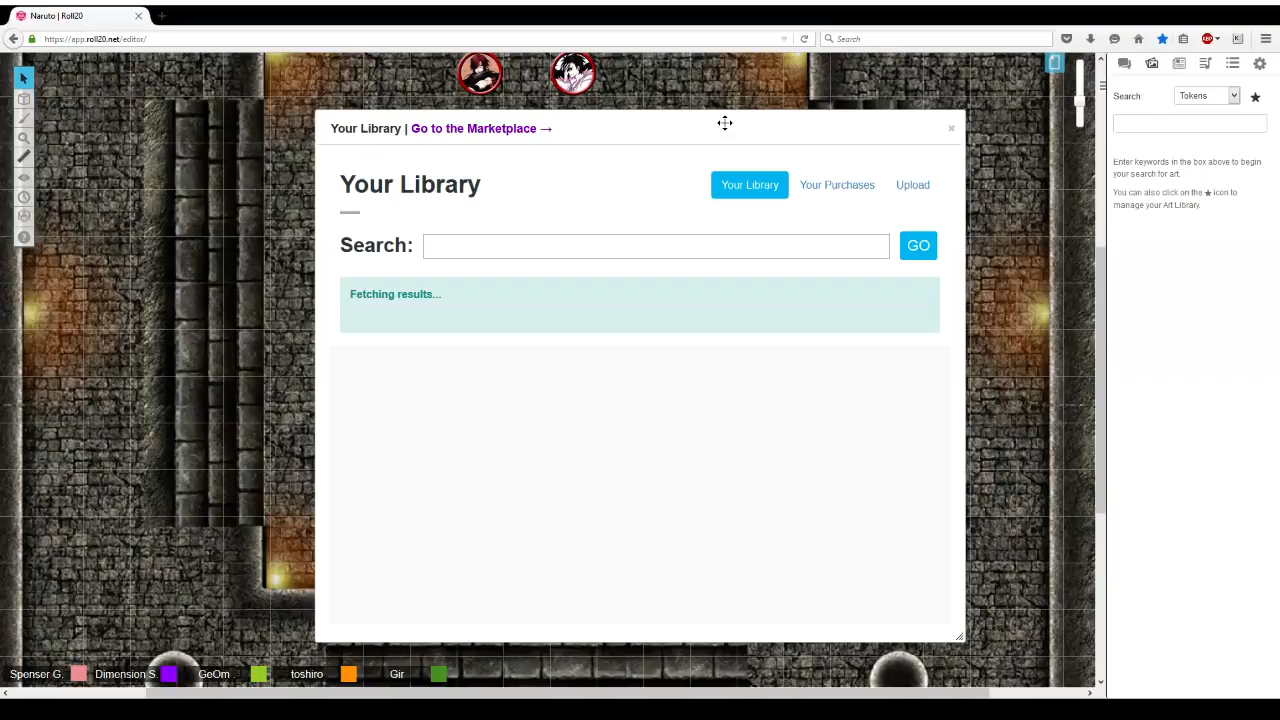 Naruto | Roll20
https://app.roll20.net/editor/
Search
ABP
Your Library | Go to the Marketplace →
Search:
Tokens
Enter keywords in the box above to begin
your search for art.
You can also click on the ★ icon to
manage your Art Library.
Your Library
Your Library
Your Purchases
Upload
Search:
GO
Fetching results...
Spenser G.
Dimension S.
GeOm
toshiro
Gir